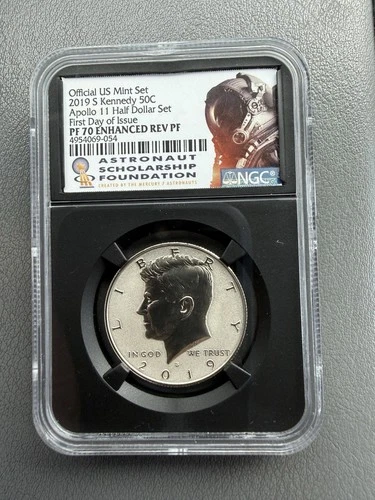 Official US Mint Set
2019 S Kennedy 50C
Apollo 11 Half Dollar Set
First Day of Issue
PF 70 ENHANCED REV PF
4954069-054
ASTRONAUT
SCHOLARSHIP
FOUNDATION
CREATED BY THE MERCURY 7 ASTRONAUTS
NGC
LIBERTY
IN GOD WE TRUST
2019